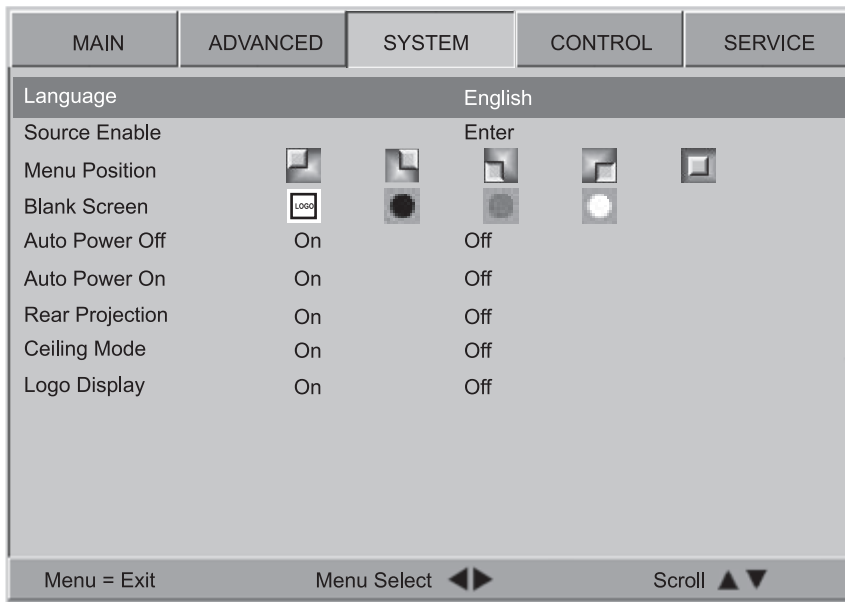 MAIN ADVANCED SYSTEM CONTROL SERVICE
Language English
Source Enable Enter
Menu Position
Blank Screen LOGO
Auto Power Off On Off
Auto Power On On Off
Rear Projection On Off
Ceiling Mode On Off
Logo Display On Off
Menu = Exit Menu Select Scroll